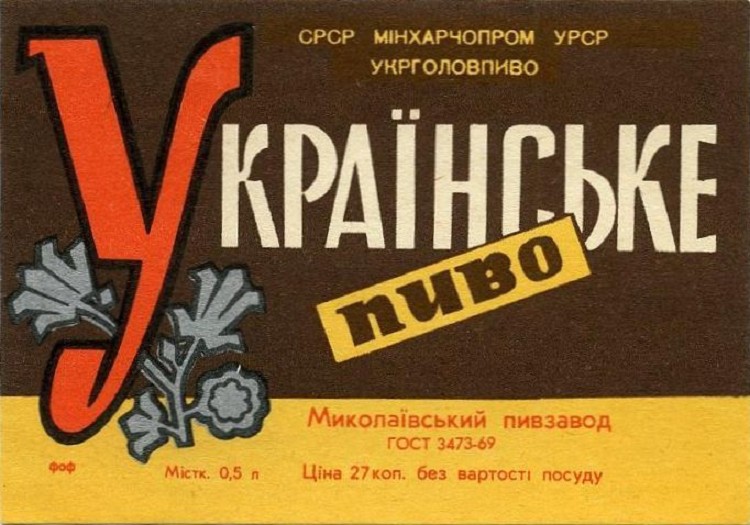 СРСР МІНХАРЧОПРОМ УРСР
УКРГОЛОВПИВО
УКРАЇНСЬКЕ
пиво
Миколаївський пивзавод
ГОСТ 3473-69
фоф
Містк. 0,5 л
Ціна 27 коп. без вартості посуду